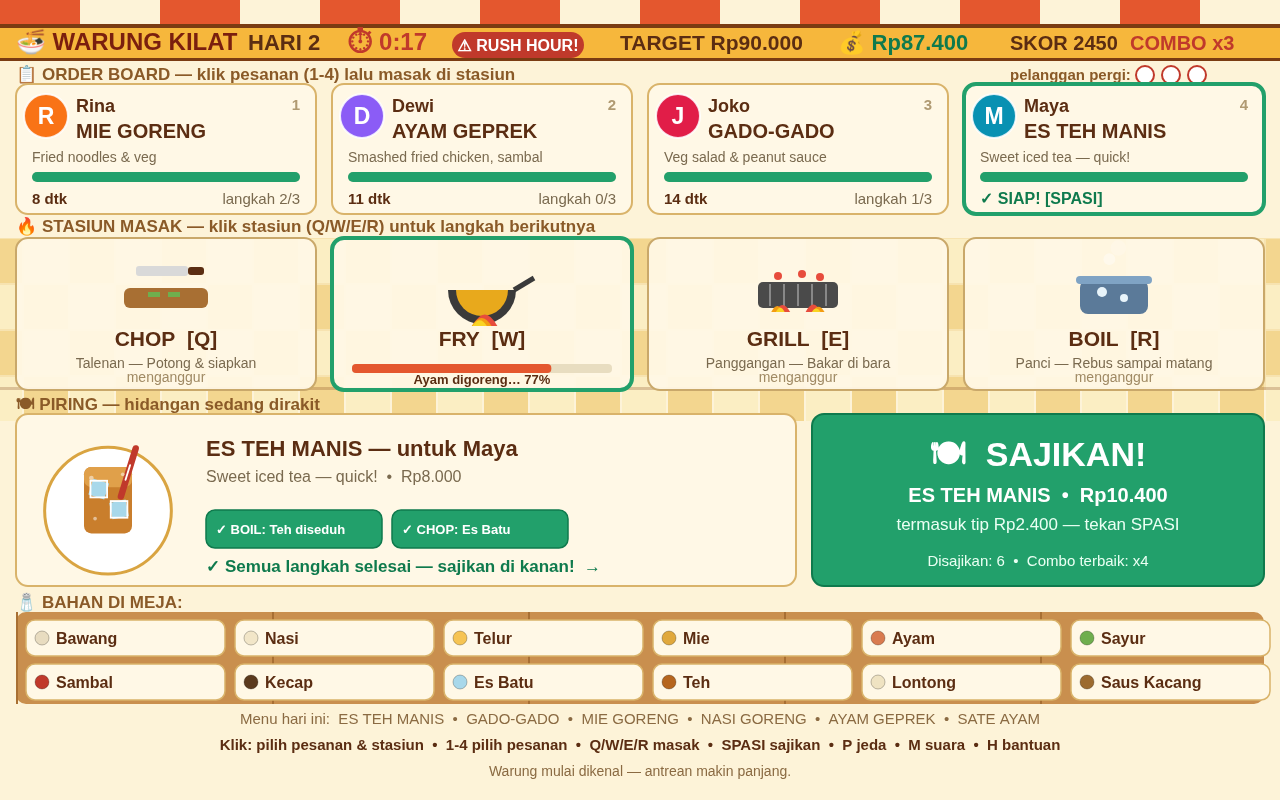 WARUNG KILAT HARI 2 0:17 ⚠ RUSH HOUR! TARGET Rp90.000 Rp87.400 SKOR 2450 COMBO x3
ORDER BOARD — klik pesanan (1-4) lalu masak di stasiun pelanggan pergi:
R Rina 1
MIE GORENG
Fried noodles & veg
8 dtk langkah 2/3
D Dewi 2
AYAM GEPREK
Smashed fried chicken, sambal
11 dtk langkah 0/3
J Joko 3
GADO-GADO
Veg salad & peanut sauce
14 dtk langkah 1/3
M Maya 4
ES TEH MANIS
Sweet iced tea — quick!
✓ SIAP! [SPASI]
STASIUN MASAK — klik stasiun (Q/W/E/R) untuk langkah berikutnya
CHOP [Q]
Talenan — Potong & siapkan
menganggur
FRY [W]
Ayam digoreng… 77%
GRILL [E]
Panggangan — Bakar di bara
menganggur
BOIL [R]
Panci — Rebus sampai matang
menganggur
PIRING — hidangan sedang dirakit
ES TEH MANIS — untuk Maya
Sweet iced tea — quick! • Rp8.000
✓ BOIL: Teh diseduh ✓ CHOP: Es Batu
✓ Semua langkah selesai — sajikan di kanan! →
SAJIKAN!
ES TEH MANIS • Rp10.400
termasuk tip Rp2.400 — tekan SPASI
Disajikan: 6 • Combo terbaik: x4
BAHAN DI MEJA:
Bawang Nasi Telur Mie Ayam Sayur
Sambal Kecap Es Batu Teh Lontong Saus Kacang
Menu hari ini: ES TEH MANIS • GADO-GADO • MIE GORENG • NASI GORENG • AYAM GEPREK • SATE AYAM
Klik: pilih pesanan & stasiun • 1-4 pilih pesanan • Q/W/E/R masak • SPASI sajikan • P jeda • M suara • H bantuan
Warung mulai dikenal — antrean makin panjang.